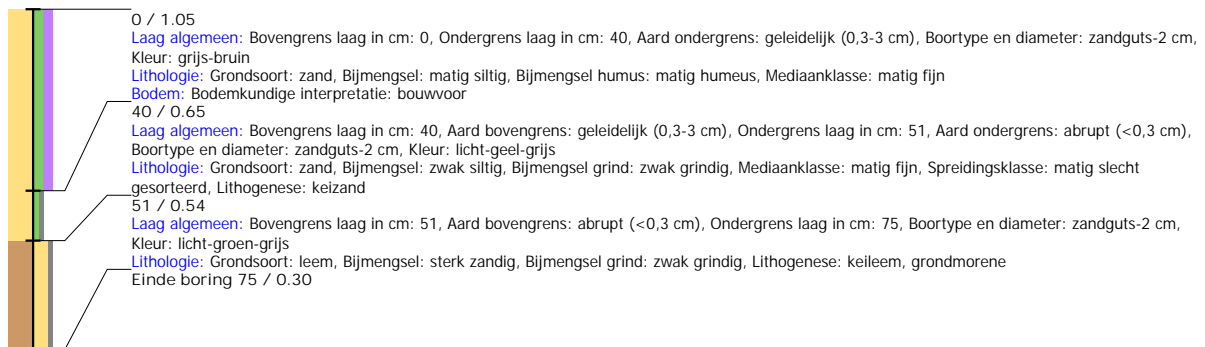 0 / 1.05
Laag algemeen: Bovengrens laag in cm: 0, Ondergrens laag in cm: 40, Aard ondergrens: geleidelijk (0,3-3 cm), Boortype en diameter: zandguts-2 cm,
Kleur: grijs-bruin
Lithologie: Grondsoort: zand, Bijmengsel: matig siltig, Bijmengsel humus: matig humeus, Mediaanklasse: matig fijn
Bodem: Bodemkundige interpretatie: bouwvoor
40 / 0.65
Laag algemeen: Bovengrens laag in cm: 40, Aard bovengrens: geleidelijk (0,3-3 cm), Ondergrens laag in cm: 51, Aard ondergrens: abrupt (<0,3 cm),
Boortype en diameter: zandguts-2 cm, Kleur: licht-geel-grijs
Lithologie: Grondsoort: zand, Bijmengsel: zwak siltig, Bijmengsel grind: zwak grindig, Mediaanklasse: matig fijn, Spreidingsklasse: matig slecht
gesorteerd, Lithogenese: keizand
51 / 0.54
Laag algemeen: Bovengrens laag in cm: 51, Aard bovengrens: abrupt (<0,3 cm), Ondergrens laag in cm: 75, Boortype en diameter: zandguts-2 cm,
Kleur: licht-groen-grijs
Lithologie: Grondsoort: leem, Bijmengsel: sterk zandig, Bijmengsel grind: zwak grindig, Lithogenese: keileem, grondmorene
Einde boring 75 / 0.30